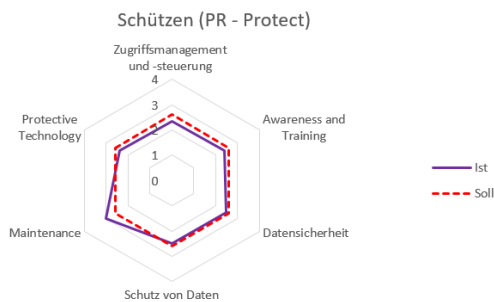 Schützen (PR - Protect)
Zugriffsmanagement
und -steuerung
4
3
2
1
0
Protective
Technology
Awareness and
Training
Ist
Soll
Maintenance
Datensicherheit
Schutz von Daten